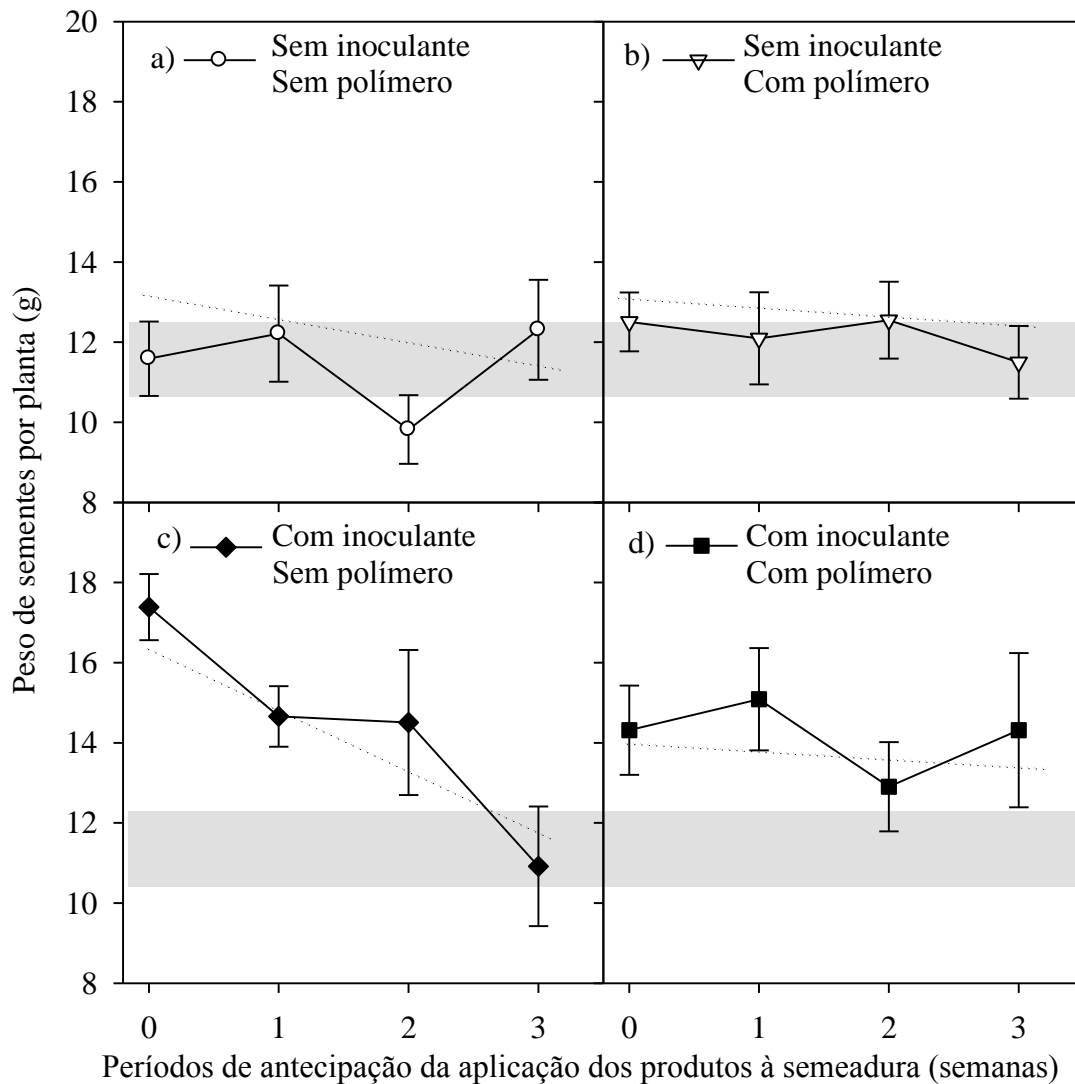 Peso de sementes por planta (g)
20
18
16
14
12
10
8
a) Sem inoculante
Sem polímero
b) Sem inoculante
Com polímero
18
16
14
12
10
8
c) Com inoculante
Sem polímero
d) Com inoculante
Com polímero
0 1 2 3 0 1 2 3
Períodos de antecipação da aplicação dos produtos à semeadura (semanas)